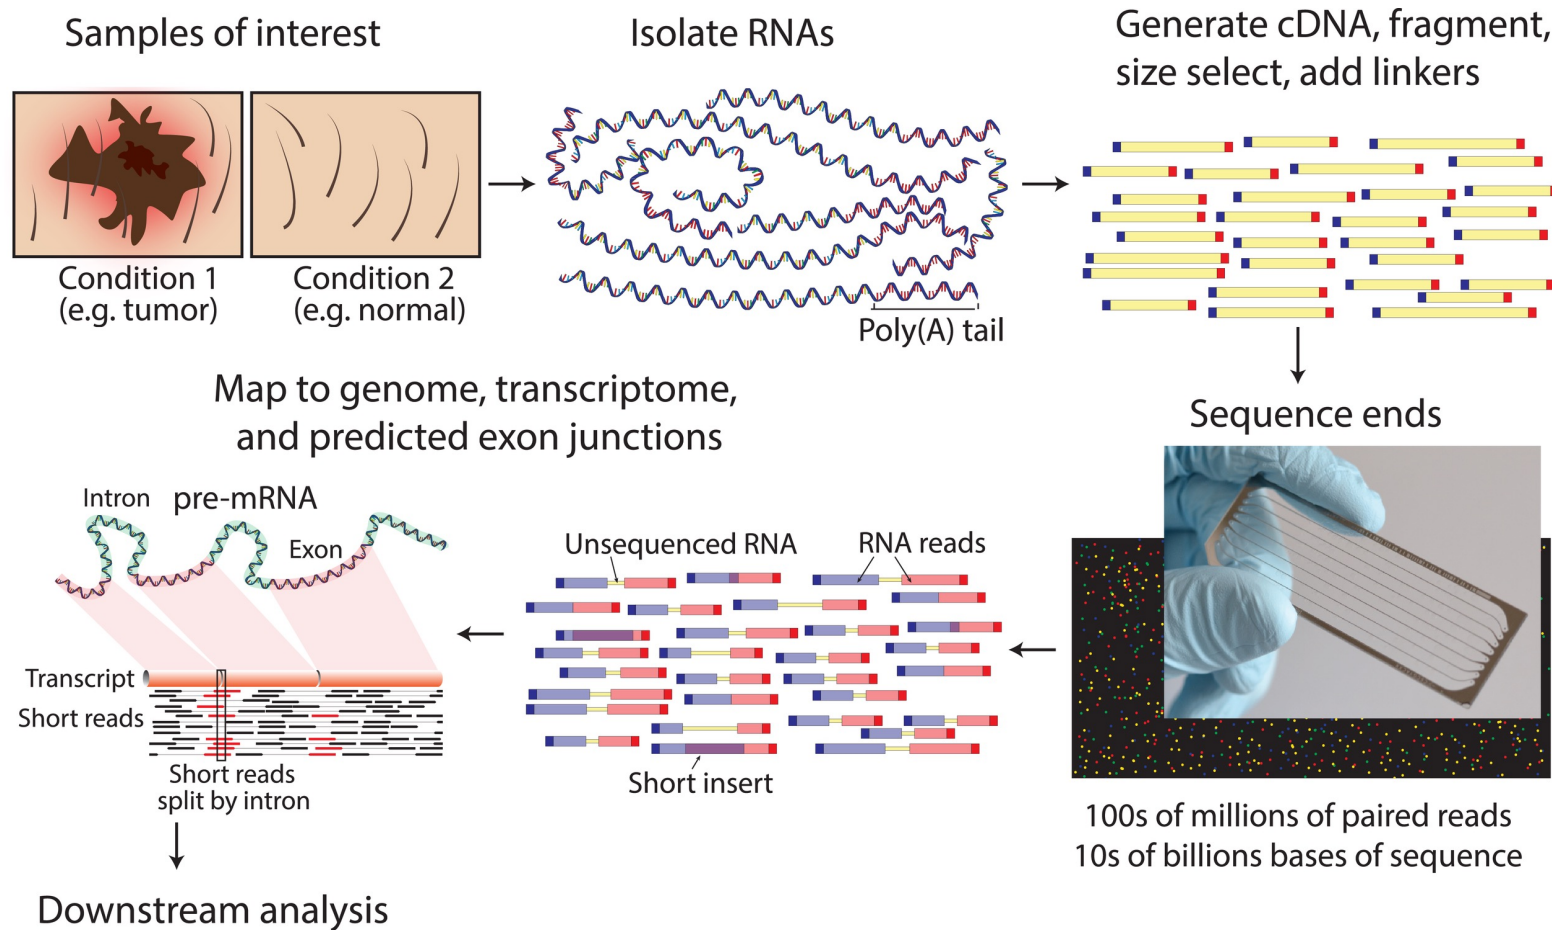 Samples of interest
Condition 1
(e.g. tumor)
Condition 2
(e.g. normal)
Isolate RNAs
Poly(A) tail
Generate cDNA, fragment,
size select, add linkers
Sequence ends
100s of millions of paired reads
10s of billions bases of sequence
Unsequenced RNA
RNA reads
Short insert
Map to genome, transcriptome,
and predicted exon junctions
Intron
pre-mRNA
Exon
Transcript
Short reads
Short reads
split by intron
Downstream analysis